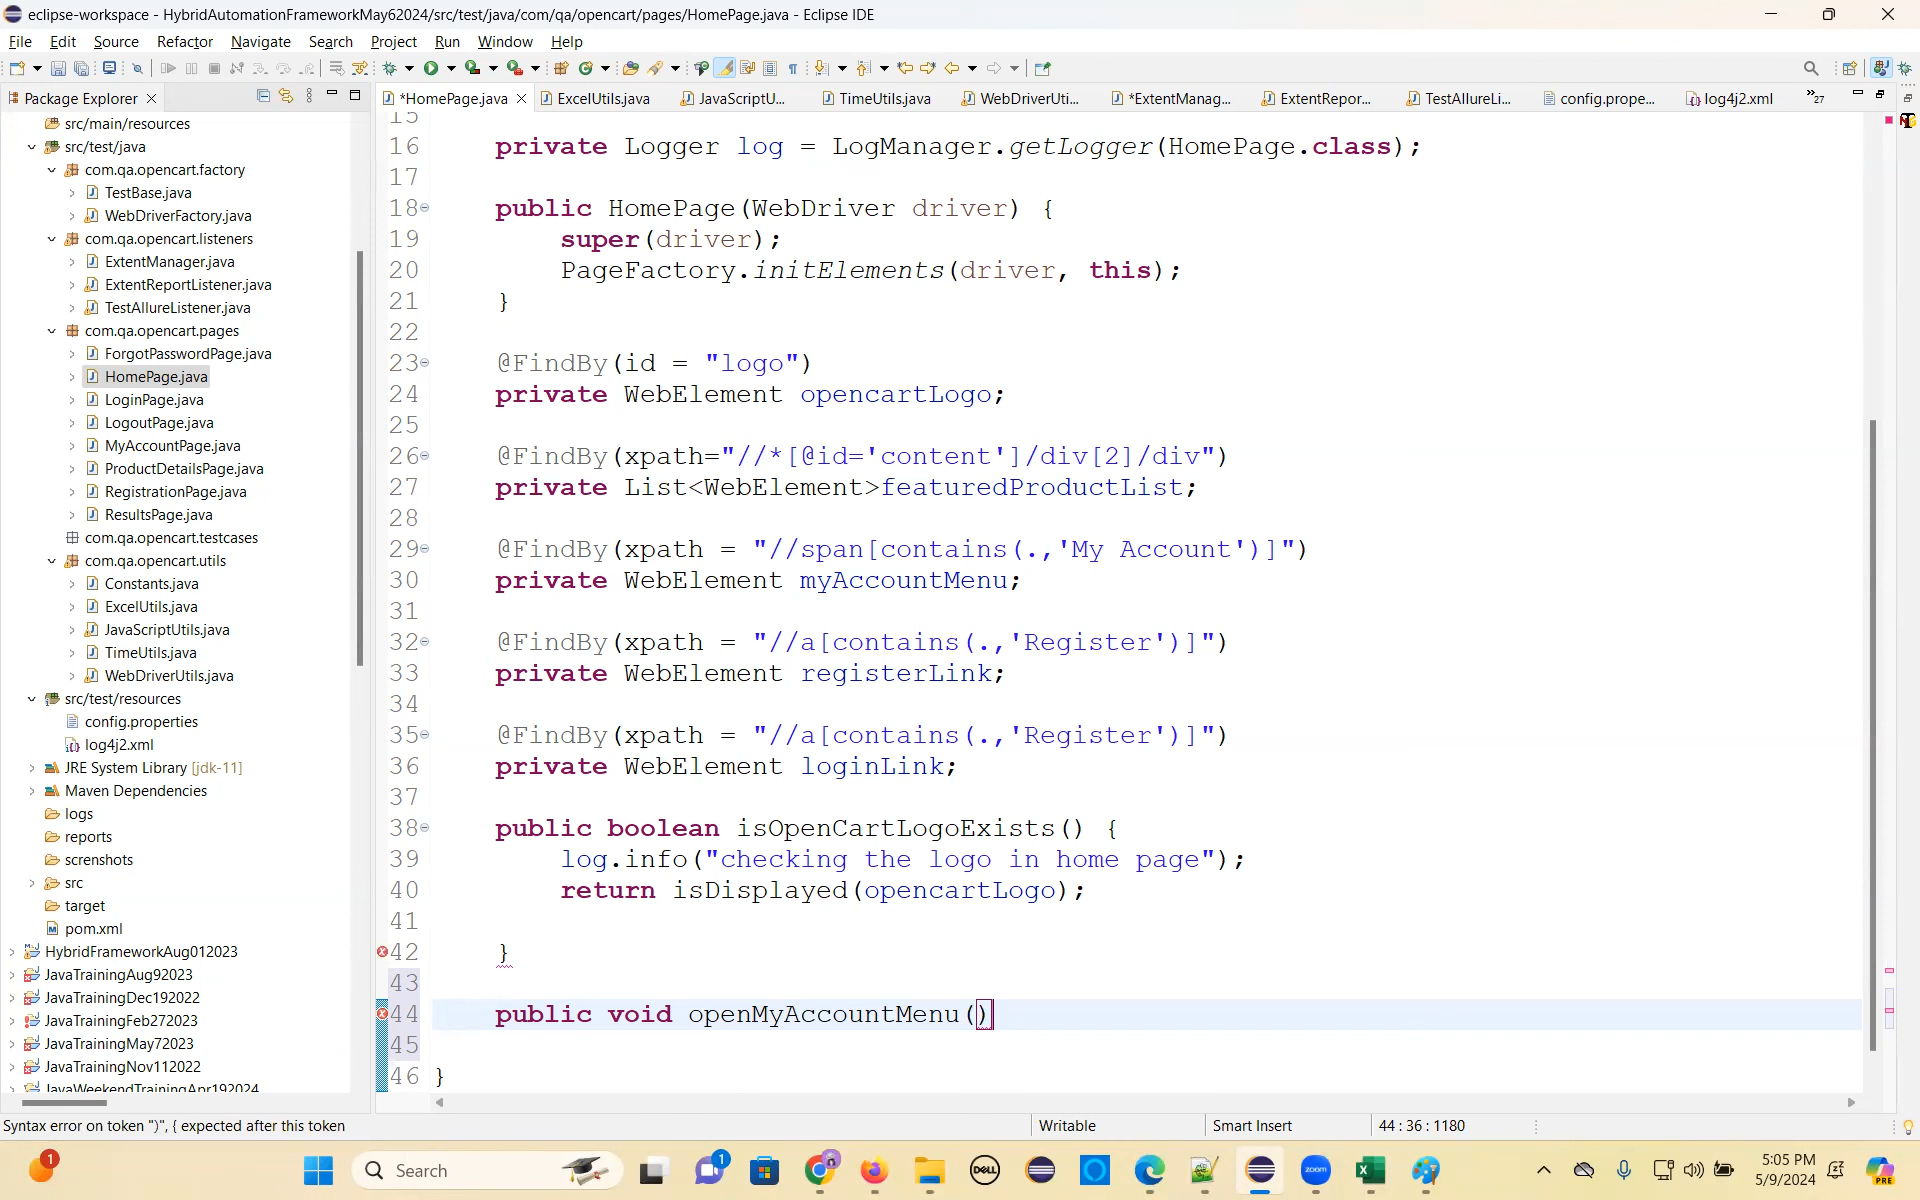 eclipse-workspace - HybridAutomationFrameworkMay62024/src/test/java/com/qa/opencart/pages/HomePage.java - Eclipse IDE
File Edit Source Refactor Navigate Search Project Run Window Help
Package Explorer
*HomePage.java ExcelUtils.java JavaScriptU... TimeUtils.java WebDriverUti... *ExtentManag... ExtentRepor... TestAllureLi... config.prope... log4j2.xml »27
src/main/resources
src/test/java
com.qa.opencart.factory
TestBase.java
WebDriverFactory.java
com.qa.opencart.listeners
ExtentManager.java
ExtentReportListener.java
TestAllureListener.java
com.qa.opencart.pages
ForgotPasswordPage.java
HomePage.java
LoginPage.java
LogoutPage.java
MyAccountPage.java
ProductDetailsPage.java
RegistrationPage.java
ResultsPage.java
com.qa.opencart.testcases
com.qa.opencart.utils
Constants.java
ExcelUtils.java
JavaScriptUtils.java
TimeUtils.java
WebDriverUtils.java
src/test/resources
config.properties
log4j2.xml
JRE System Library [jdk-11]
Maven Dependencies
logs
reports
screnshots
src
target
pom.xml
HybridFrameworkAug012023
JavaTrainingAug92023
JavaTrainingDec192022
JavaTrainingFeb272023
JavaTrainingMay72023
JavaTrainingNov112022
JavaWeekendTrainingApr192024
15
16 private Logger log = LogManager.getLogger(HomePage.class);
17
18 public HomePage(WebDriver driver) {
19 super(driver);
20 PageFactory.initElements(driver, this);
21 }
22
23 @FindBy(id = "logo")
24 private WebElement opencartLogo;
25
26 @FindBy(xpath="//*[@id='content']/div[2]/div")
27 private List<WebElement>featuredProductList;
28
29 @FindBy(xpath = "//span[contains(.,'My Account')]")
30 private WebElement myAccountMenu;
31
32 @FindBy(xpath = "//a[contains(.,'Register')]")
33 private WebElement registerLink;
34
35 @FindBy(xpath = "//a[contains(.,'Register')]")
36 private WebElement loginLink;
37
38 public boolean isOpenCartLogoExists() {
39 log.info("checking the logo in home page");
40 return isDisplayed(opencartLogo);
41
42 }
43
44 public void openMyAccountMenu()
45
46 }
Syntax error on token ")", { expected after this token
Writable
Smart Insert
44 : 36 : 1180
1
Search
1
DELL
zoom
5:05 PM
5/9/2024
PRE